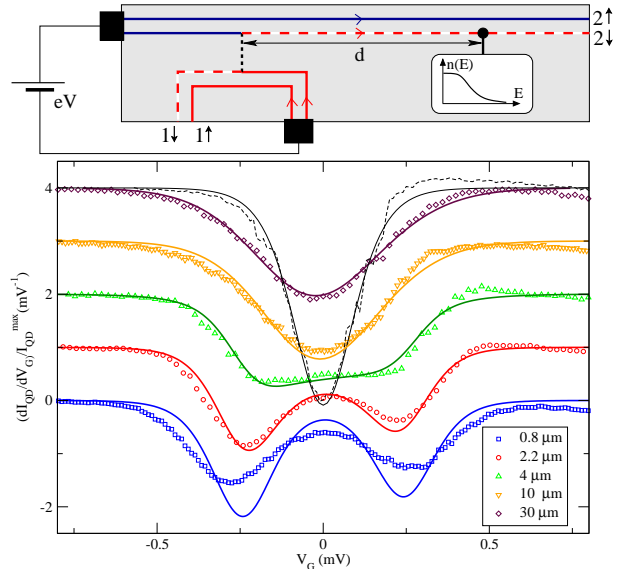 2↑
2↓
d
n(E)
E
eV
1↓ 1↑
(dI_QD/dV_G)/I_QD^max (mV^-1)
4
2
0
-2
0.8 μm
2.2 μm
4 μm
10 μm
30 μm
-0.5 0 0.5
V_G (mV)